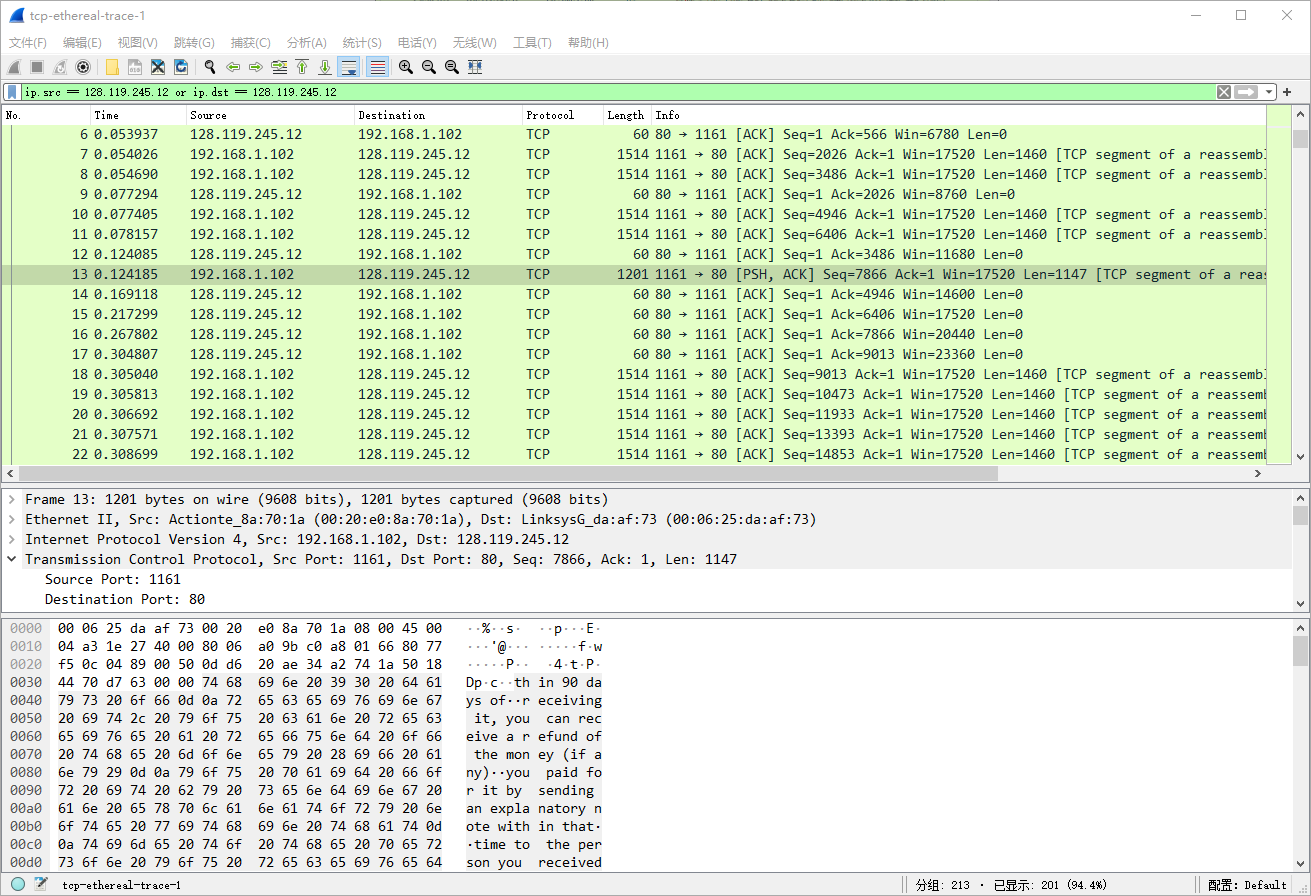 tcp-ethereal-trace-1
文件(F) 编辑(E) 视图(V) 跳转(G) 捕获(C) 分析(A) 统计(S) 电话(Y) 无线(W) 工具(T) 帮助(H)
ip.src == 128.119.245.12 or ip.dst == 128.119.245.12
No. Time Source Destination Protocol Length Info
6 0.053937 128.119.245.12 192.168.1.102 TCP 60 80 → 1161 [ACK] Seq=1 Ack=566 Win=6780 Len=0
7 0.054026 192.168.1.102 128.119.245.12 TCP 1514 1161 → 80 [ACK] Seq=2026 Ack=1 Win=17520 Len=1460 [TCP segment of a reassembl
8 0.054690 192.168.1.102 128.119.245.12 TCP 1514 1161 → 80 [ACK] Seq=3486 Ack=1 Win=17520 Len=1460 [TCP segment of a reassembl
9 0.077294 128.119.245.12 192.168.1.102 TCP 60 80 → 1161 [ACK] Seq=1 Ack=2026 Win=8760 Len=0
10 0.077405 192.168.1.102 128.119.245.12 TCP 1514 1161 → 80 [ACK] Seq=4946 Ack=1 Win=17520 Len=1460 [TCP segment of a reassembl
11 0.078157 192.168.1.102 128.119.245.12 TCP 1514 1161 → 80 [ACK] Seq=6406 Ack=1 Win=17520 Len=1460 [TCP segment of a reassembl
12 0.124085 128.119.245.12 192.168.1.102 TCP 60 80 → 1161 [ACK] Seq=1 Ack=3486 Win=11680 Len=0
13 0.124185 192.168.1.102 128.119.245.12 TCP 1201 1161 → 80 [PSH, ACK] Seq=7866 Ack=1 Win=17520 Len=1147 [TCP segment of a reas
14 0.169118 128.119.245.12 192.168.1.102 TCP 60 80 → 1161 [ACK] Seq=1 Ack=4946 Win=14600 Len=0
15 0.217299 128.119.245.12 192.168.1.102 TCP 60 80 → 1161 [ACK] Seq=1 Ack=6406 Win=17520 Len=0
16 0.267802 128.119.245.12 192.168.1.102 TCP 60 80 → 1161 [ACK] Seq=1 Ack=7866 Win=20440 Len=0
17 0.304807 128.119.245.12 192.168.1.102 TCP 60 80 → 1161 [ACK] Seq=1 Ack=9013 Win=23360 Len=0
18 0.305040 192.168.1.102 128.119.245.12 TCP 1514 1161 → 80 [ACK] Seq=9013 Ack=1 Win=17520 Len=1460 [TCP segment of a reassembl
19 0.305813 192.168.1.102 128.119.245.12 TCP 1514 1161 → 80 [ACK] Seq=10473 Ack=1 Win=17520 Len=1460 [TCP segment of a reassemb
20 0.306692 192.168.1.102 128.119.245.12 TCP 1514 1161 → 80 [ACK] Seq=11933 Ack=1 Win=17520 Len=1460 [TCP segment of a reassemb
21 0.307571 192.168.1.102 128.119.245.12 TCP 1514 1161 → 80 [ACK] Seq=13393 Ack=1 Win=17520 Len=1460 [TCP segment of a reassemb
22 0.308699 192.168.1.102 128.119.245.12 TCP 1514 1161 → 80 [ACK] Seq=14853 Ack=1 Win=17520 Len=1460 [TCP segment of a reassemb
Frame 13: 1201 bytes on wire (9608 bits), 1201 bytes captured (9608 bits)
Ethernet II, Src: Actionte_8a:70:1a (00:20:e0:8a:70:1a), Dst: LinksysG_da:af:73 (00:06:25:da:af:73)
Internet Protocol Version 4, Src: 192.168.1.102, Dst: 128.119.245.12
Transmission Control Protocol, Src Port: 1161, Dst Port: 80, Seq: 7866, Ack: 1, Len: 1147
Source Port: 1161
Destination Port: 80
0000 00 06 25 da af 73 00 20 e0 8a 70 1a 08 00 45 00 ··%··s· ··p···E·
0010 04 a3 1e 27 40 00 80 06 a0 9b c0 a8 01 66 80 77 ···'@··· ·····f·w
0020 f5 0c 04 89 00 50 0d d6 20 ae 34 a2 74 1a 50 18 ·····P·· ·4·t·P·
0030 44 70 d7 63 00 00 74 68 69 6e 20 39 30 20 64 61 Dp·c··th in 90 da
0040 79 73 20 6f 66 0d 0a 72 65 63 65 69 76 69 6e 67 ys of··r eceiving
0050 20 69 74 2c 20 79 6f 75 20 63 61 6e 20 72 65 63 it, you can rec
0060 65 69 76 65 20 61 20 72 65 66 75 6e 64 20 6f 66 eive a r efund of
0070 20 74 68 65 20 6d 6f 6e 65 79 20 28 69 66 20 61 the mon ey (if a
0080 6e 79 29 0d 0a 79 6f 75 20 70 61 69 64 20 66 6f ny)··you paid fo
0090 72 20 69 74 20 62 79 20 73 65 6e 64 69 6e 67 20 r it by sending
00a0 61 6e 20 65 78 70 6c 61 6e 61 74 6f 72 79 20 6e an expla natory n
00b0 6f 74 65 20 77 69 74 68 69 6e 20 74 68 61 74 0d ote with in that·
00c0 0a 74 69 6d 65 20 74 6f 20 74 68 65 20 70 65 72 ·time to the per
00d0 73 6f 6e 20 79 6f 75 20 72 65 63 65 69 76 65 64 son you received
tcp-ethereal-trace-1 分组: 213 · 已显示: 201 (94.4%) 配置: Default